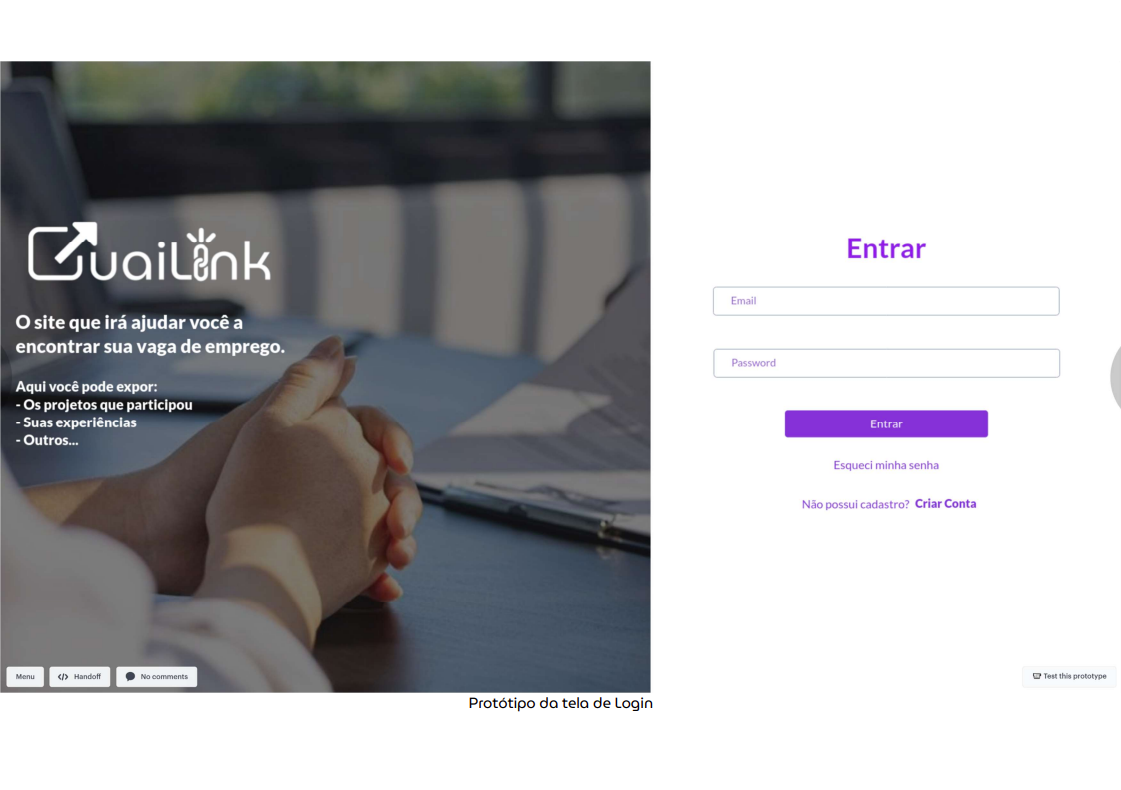 QuaiLink
O site que irá ajudar você a
encontrar sua vaga de emprego.
Aqui você pode expor:
- Os projetos que participou
- Suas experiências
- Outros...
Entrar
Email
Password
Entrar
Esqueci minha senha
Não possui cadastro? Criar Conta
Menu
</> Handoff
No comments
Test this prototype
Protótipo da tela de Login